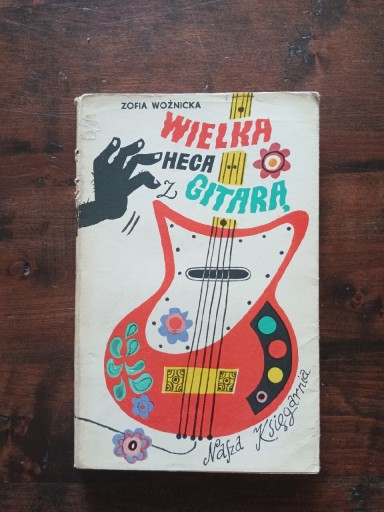 ZOFIA WOŹNICKA
WIELKA
HECA
Z GITARĄ
Nasza Księgarnia